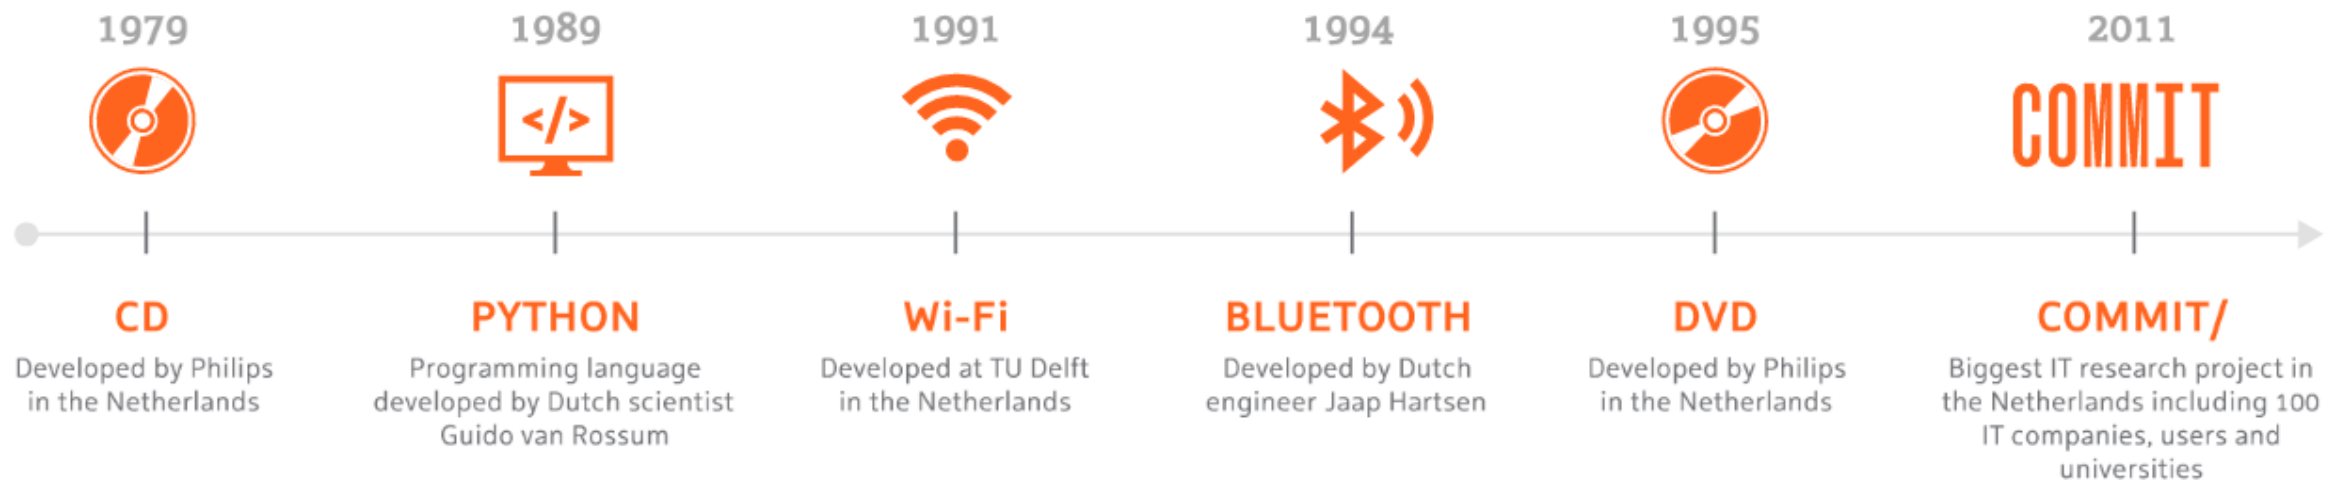 1979
CD
Developed by Philips
in the Netherlands
1989
</>
PYTHON
Programming language
developed by Dutch scientist
Guido van Rossum
1991
Wi-Fi
Developed at TU Delft
in the Netherlands
1994
BLUETOOTH
Developed by Dutch
engineer Jaap Hartsen
1995
DVD
Developed by Philips
in the Netherlands
2011
COMMIT
COMMIT/
Biggest IT research project in
the Netherlands including 100
IT companies, users and
universities